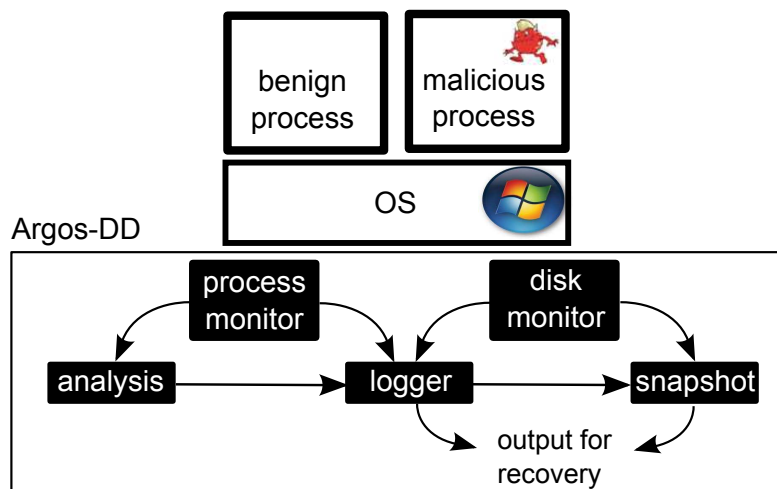 benign
process
malicious
process
OS
Argos-DD
process
monitor
disk
monitor
analysis
logger
snapshot
output for
recovery